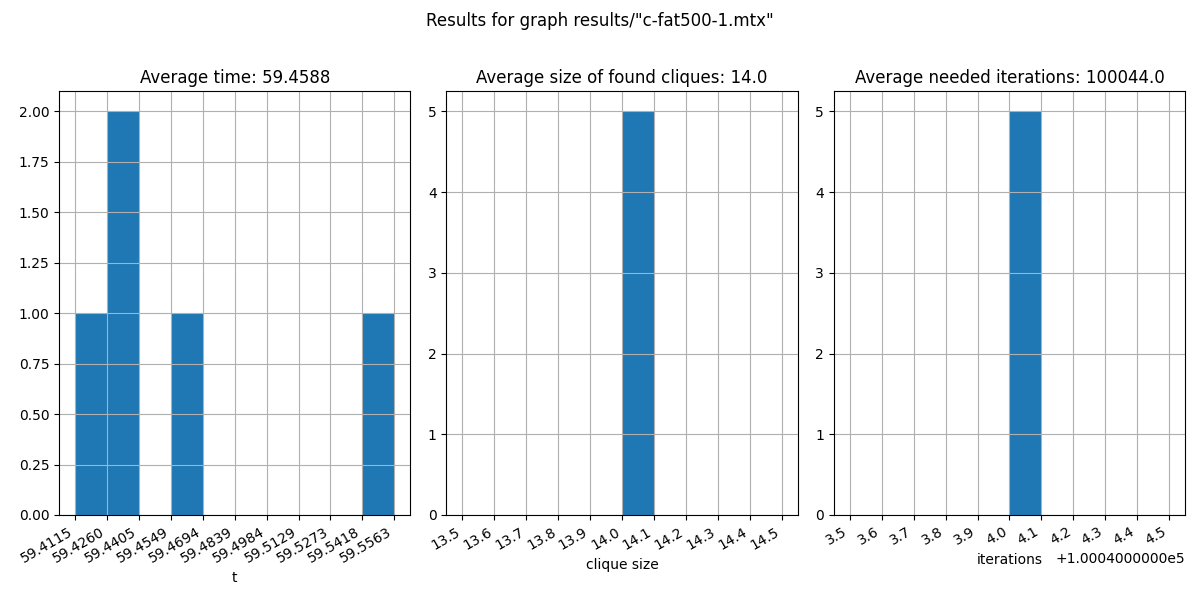 Results for graph results/"c-fat500-1.mtx"
Average time: 59.4588
2.00
1.75
1.50
1.25
1.00
0.75
0.50
0.25
0.00
59.4115 59.4260 59.4405 59.4549 59.4694 59.4839 59.4984 59.5129 59.5273 59.5418 59.5563
t
Average size of found cliques: 14.0
5
4
3
2
1
0
13.5 13.6 13.7 13.8 13.9 14.0 14.1 14.2 14.3 14.4 14.5
clique size
Average needed iterations: 100044.0
5
4
3
2
1
0
3.5 3.6 3.7 3.8 3.9 4.0 4.1 4.2 4.3 4.4 4.5
iterations +1.0004000000e5